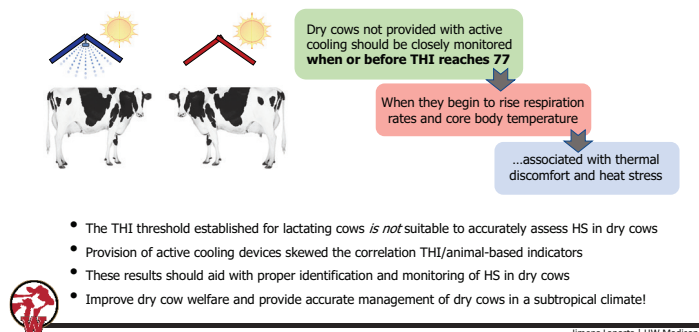 Dry cows not provided with active
cooling should be closely monitored
when or before THI reaches 77
When they begin to rise respiration
rates and core body temperature
…associated with thermal
discomfort and heat stress
• The THI threshold established for lactating cows is not suitable to accurately assess HS in dry cows
• Provision of active cooling devices skewed the correlation THI/animal-based indicators
• These results should aid with proper identification and monitoring of HS in dry cows
• Improve dry cow welfare and provide accurate management of dry cows in a subtropical climate!
W